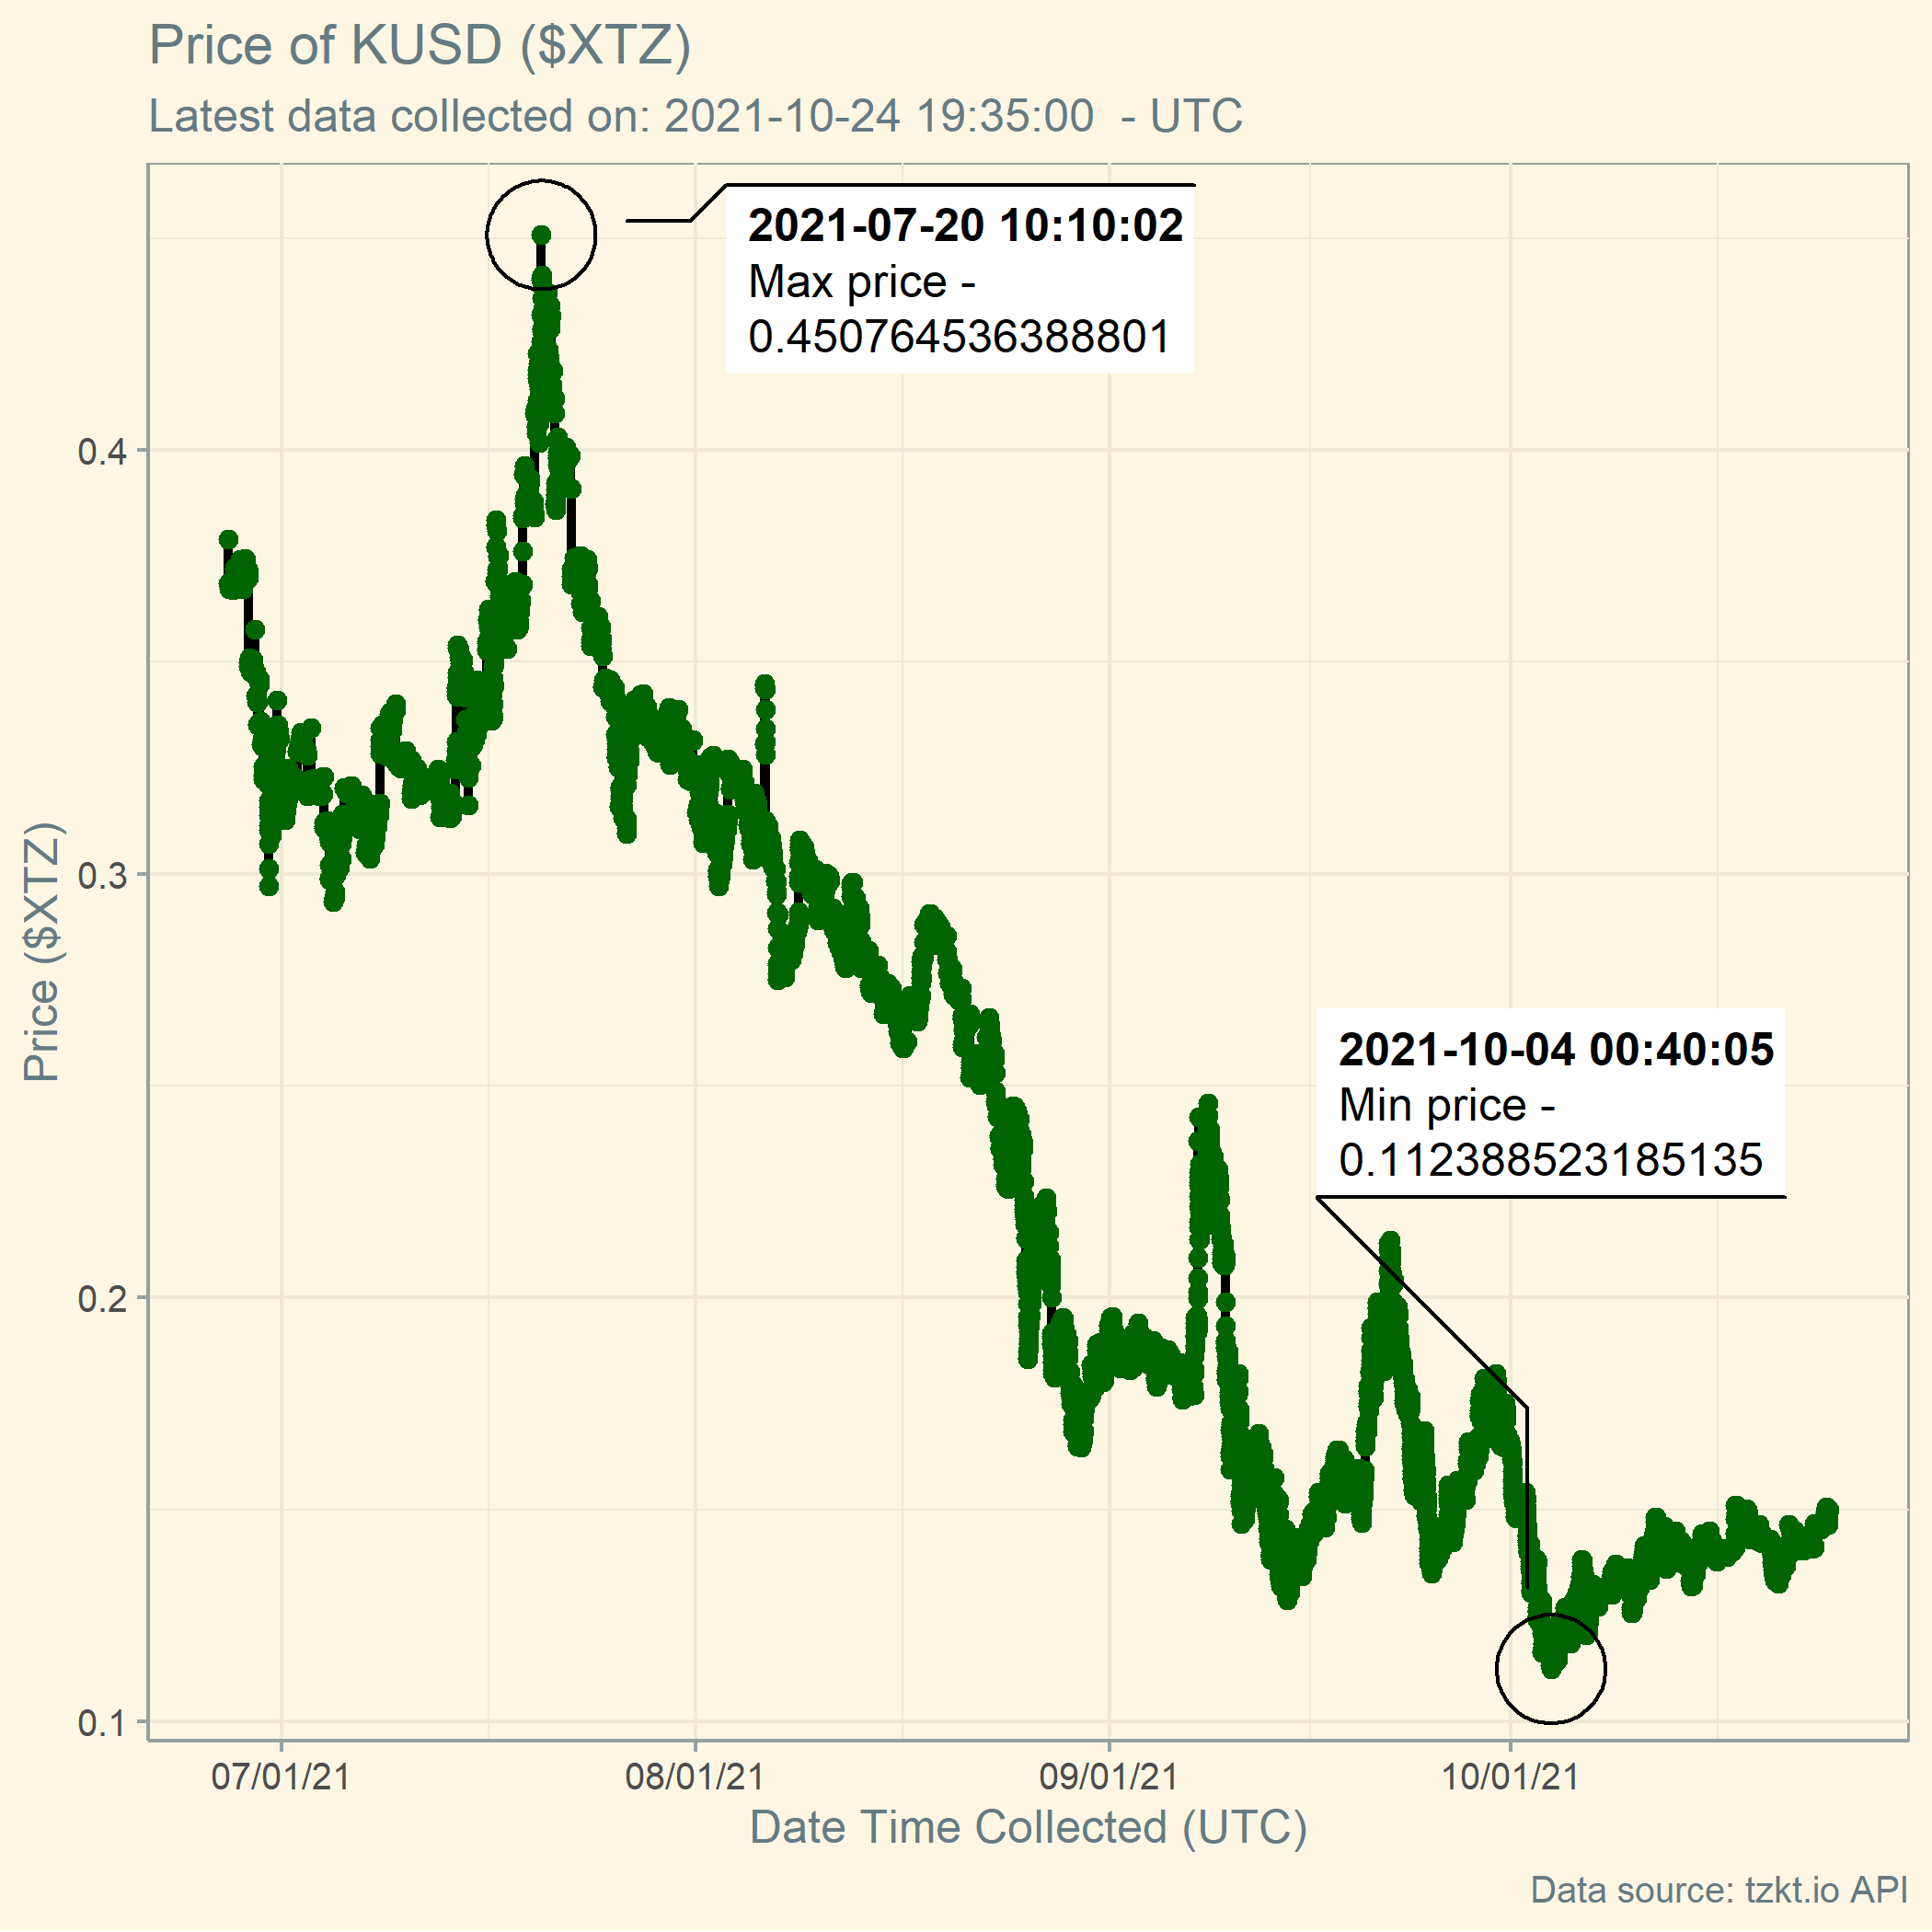 Price of KUSD ($XTZ)
Latest data collected on: 2021-10-24 19:35:00  - UTC
2021-07-20 10:10:02
Max price -
0.450764536388801
2021-10-04 00:40:05
Min price -
0.112388523185135
Price ($XTZ)
0.4
0.3
0.2
0.1
07/01/21
08/01/21
09/01/21
10/01/21
Date Time Collected (UTC)
Data source: tzkt.io API